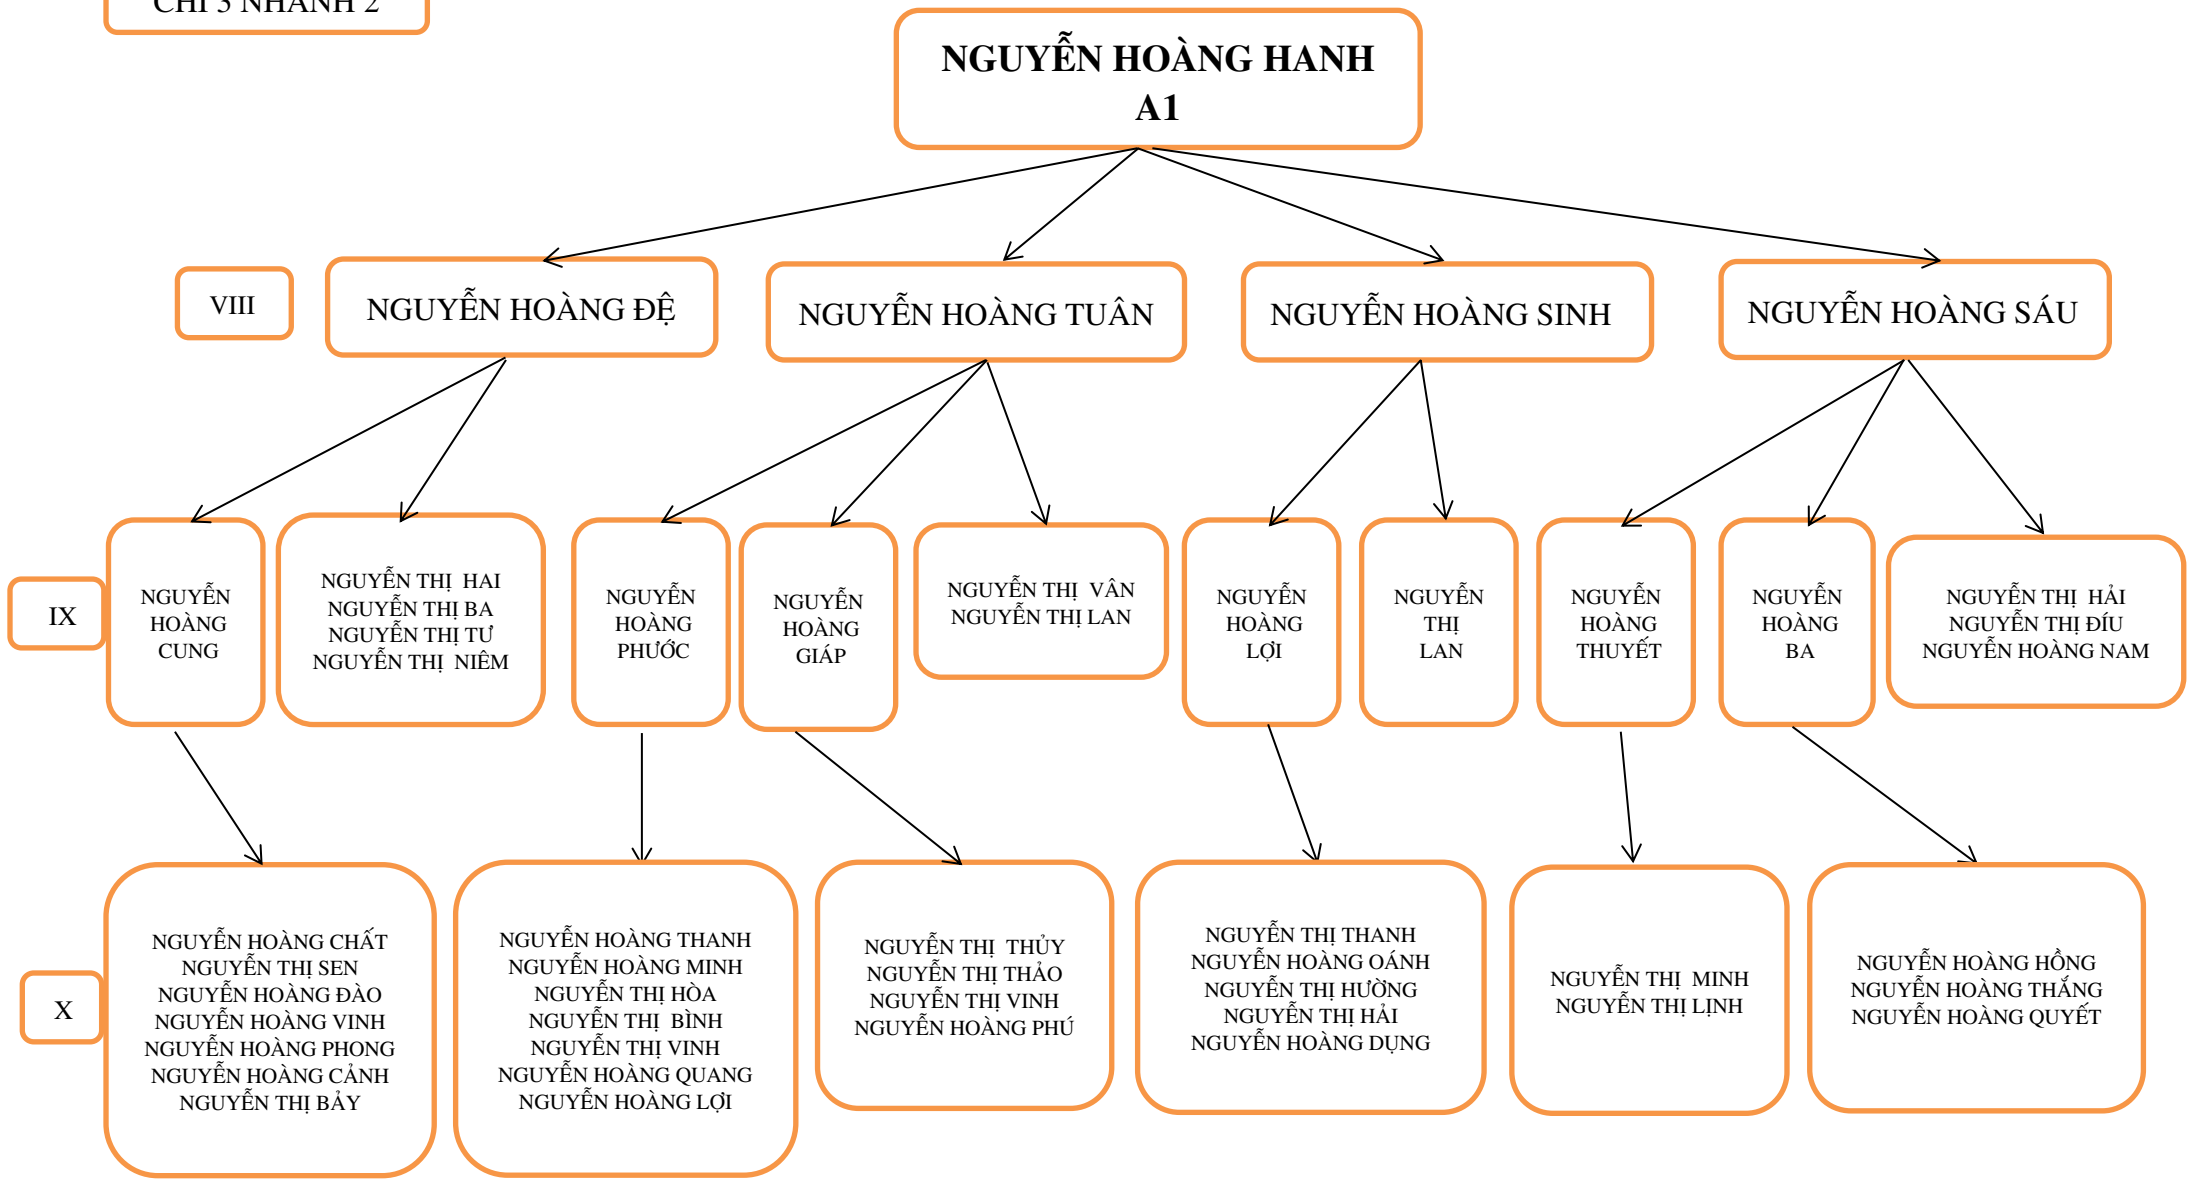 CHI 3 NHÁNH 2
NGUYỄN HOÀNG HANH
A1
VIII
NGUYỄN HOÀNG ĐỆ
NGUYỄN HOÀNG TUÂN
NGUYỄN HOÀNG SINH
NGUYỄN HOÀNG SÁU
IX
NGUYỄN
HOÀNG
CUNG
NGUYỄN THỊ HAI
NGUYỄN THỊ BA
NGUYỄN THỊ TƯ
NGUYỄN THỊ NIÊM
NGUYỄN
HOÀNG
PHƯỚC
NGUYỄN
HOÀNG
GIÁP
NGUYỄN THỊ VÂN
NGUYỄN THỊ LAN
NGUYỄN
HOÀNG
LỢI
NGUYỄN
THỊ
LAN
NGUYỄN
HOÀNG
THUYẾT
NGUYỄN
HOÀNG
BA
NGUYỄN THỊ HẢI
NGUYỄN THỊ ĐÍU
NGUYỄN HOÀNG NAM
X
NGUYỄN HOÀNG CHẤT
NGUYỄN THỊ SEN
NGUYỄN HOÀNG ĐÀO
NGUYỄN HOÀNG VINH
NGUYỄN HOÀNG PHONG
NGUYỄN HOÀNG CẢNH
NGUYỄN THỊ BẢY
NGUYỄN HOÀNG THANH
NGUYỄN HOÀNG MINH
NGUYỄN THỊ HÒA
NGUYỄN THỊ BÌNH
NGUYỄN THỊ VINH
NGUYỄN HOÀNG QUANG
NGUYỄN HOÀNG LỢI
NGUYỄN THỊ THỦY
NGUYỄN THỊ THẢO
NGUYỄN THỊ VINH
NGUYỄN HOÀNG PHÚ
NGUYỄN THỊ THANH
NGUYỄN HOÀNG OÁNH
NGUYỄN THỊ HƯỜNG
NGUYỄN THỊ HẢI
NGUYỄN HOÀNG DỤNG
NGUYỄN THỊ MINH
NGUYỄN THỊ LỊNH
NGUYỄN HOÀNG HỒNG
NGUYỄN HOÀNG THẮNG
NGUYỄN HOÀNG QUYẾT